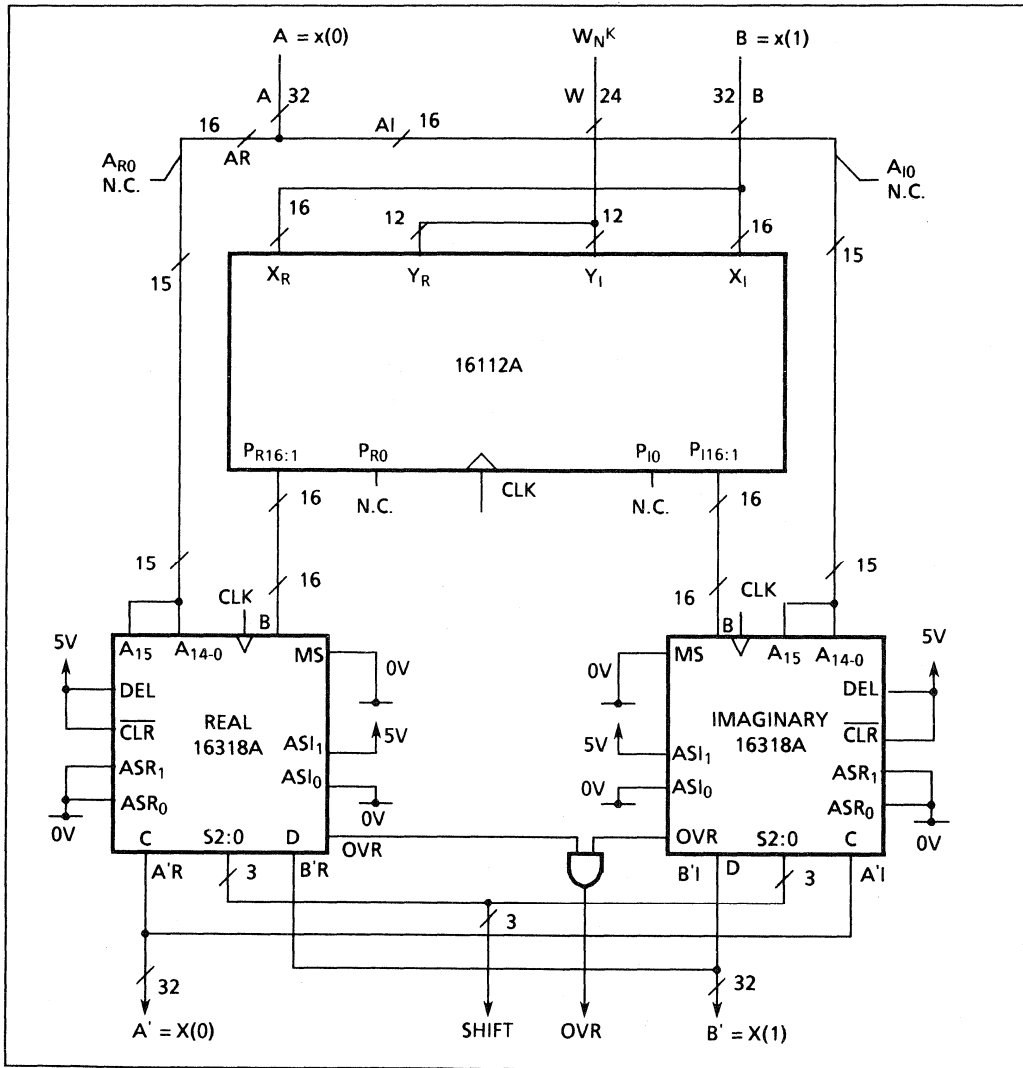 A = x(0) W_N^K B = x(1)
A 32 W 24 32 B
16 AI 16
AR
A_R0 N.C.
A_I0 N.C.
16 12 12 16
15 15
X_R Y_R Y_I X_I
16112A
P_R16:1 P_R0 P_I0 P_I16:1
16 N.C. CLK N.C. 16
15 16 16 15
CLK B B CLK
5V A_15 A_14-0 MS 0V
0V MS A_15 A_14-0 5V
DEL DEL
C̅L̅R̅ REAL 16318A ASI_1 5V
5V ASI_1 IMAGINARY 16318A C̅L̅R̅
ASR_1 ASI_0 0V
0V ASI_0 ASR_1
ASR_0 0V
ASR_0 0V
C S2:0 D OVR
OVR S2:0 C
A'R 3 B'R
B'I D 3 A'I
3
32 32
A' = X(0) SHIFT OVR B' = X(1)